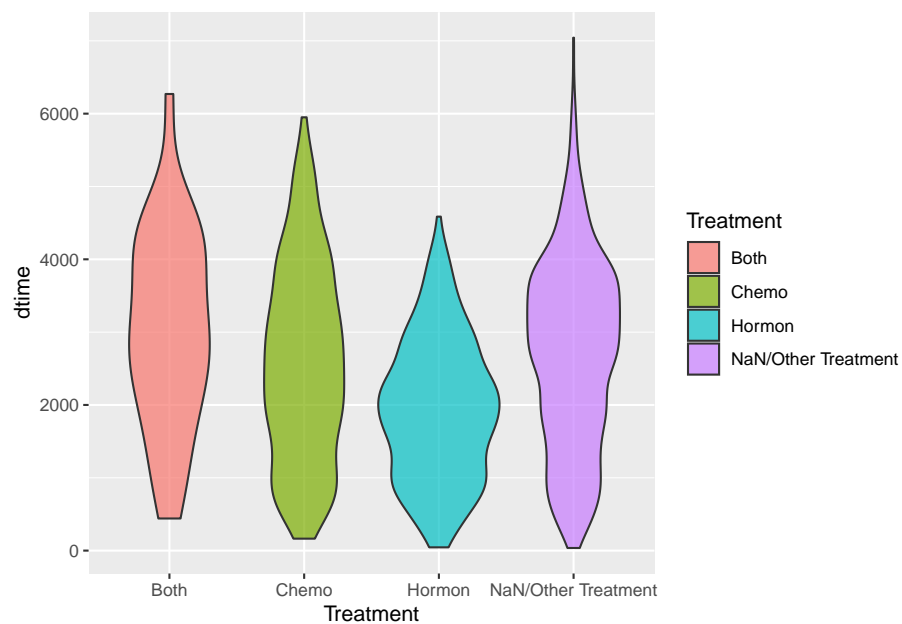 6000
4000
2000
0
dtime
Both
Chemo
Hormon
NaN/Other Treatment
Treatment
Treatment
Both
Chemo
Hormon
NaN/Other Treatment